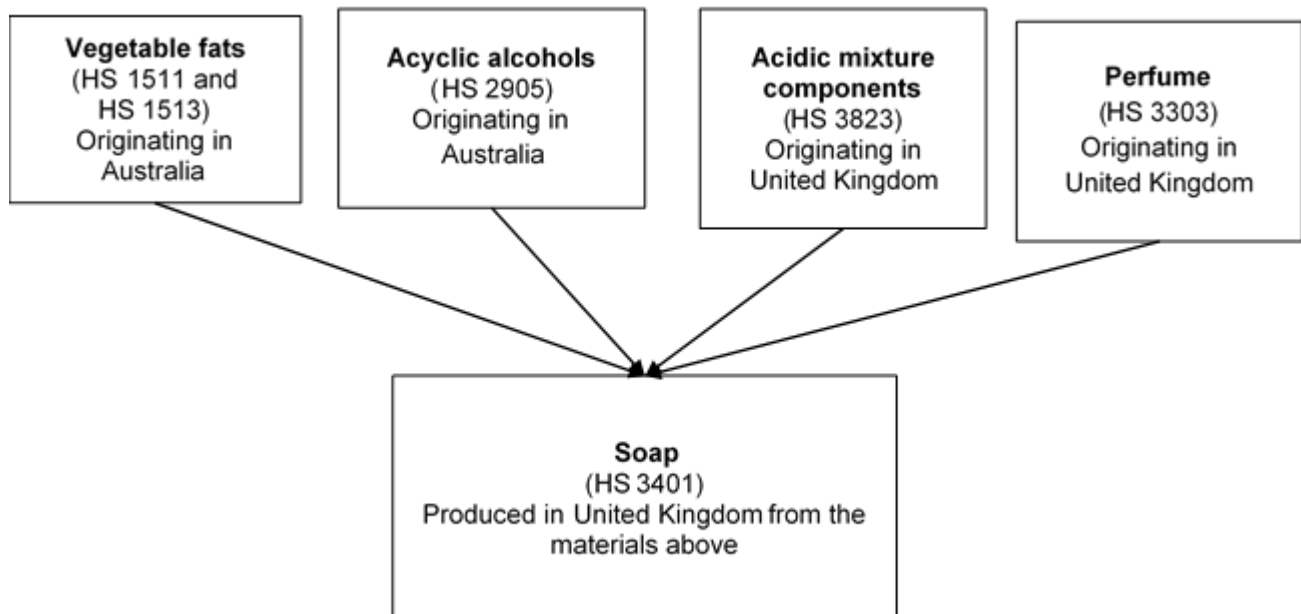 Vegetable fats
(HS 1511 and
HS 1513)
Originating in
Australia
Acyclic alcohols
(HS 2905)
Originating in
Australia
Acidic mixture
components
(HS 3823)
Originating in
United Kingdom
Perfume
(HS 3303)
Originating in
United Kingdom
Soap
(HS 3401)
Produced in United Kingdom from the
materials above